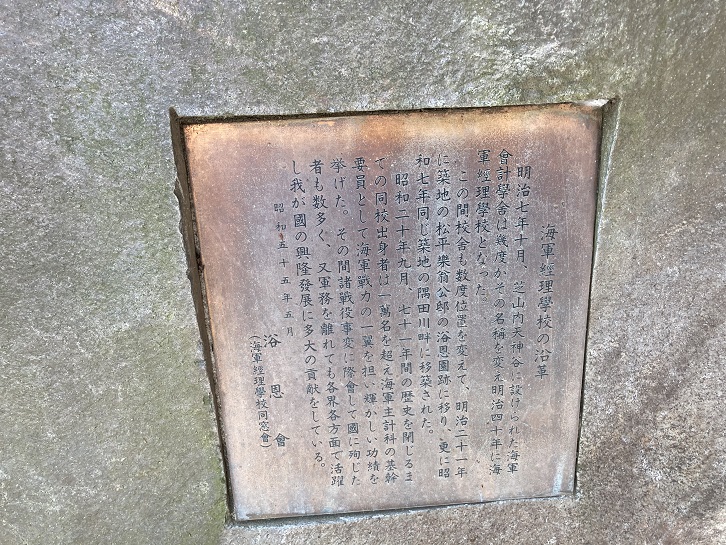 海軍經理學校の沿革
明治七年十月、芝山内天神谷に設けられた海軍
會計學舎は幾度かその名稱を変え明治四十年に海
軍經理學校となった。
この間校舎も数度位置を変えて、明治二十一年
に築地の松平樂翁公邸の浴恩園跡に移り、更に昭
和七年同じ築地の隅田川畔に移築された。
昭和二十年九月、七十一年間の歴史を閉じるま
での同校出身者は一萬名を超え海軍主計科の基幹
要員として海軍戦力の一翼を担い輝かしい功績を
挙げた。その間諸戦役事変に際會して國に殉じた
者も数多く、又軍務を離れても各界各方面で活躍
し我が國の興隆發展に多大の貢献をしている。
昭和五十五年五月
浴恩會
(海軍經理學校同窓會)